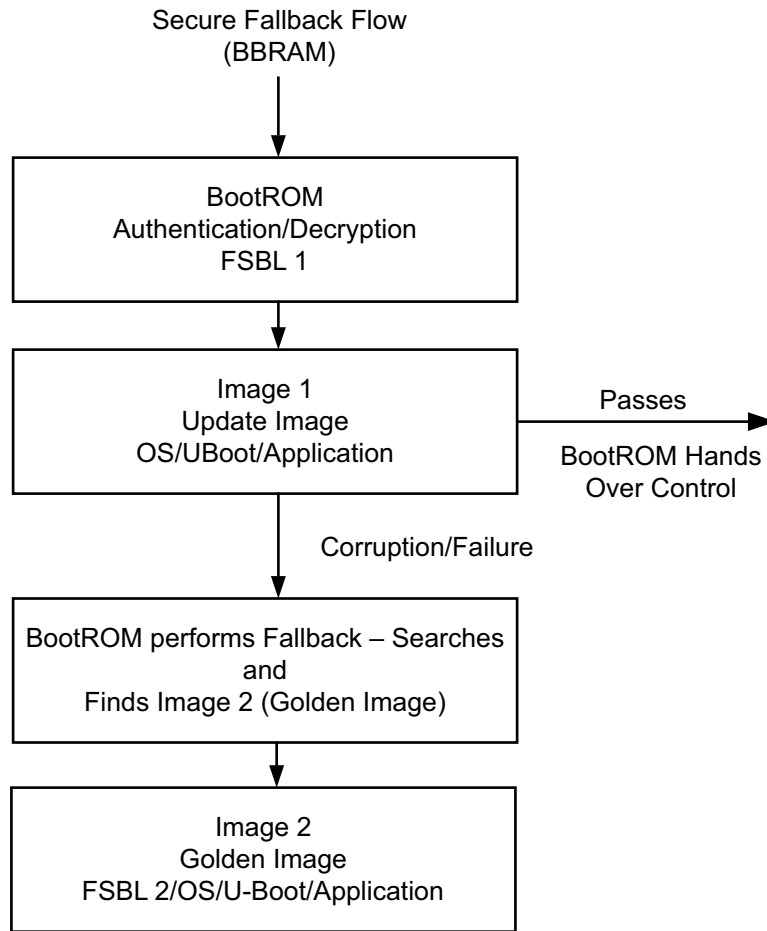 Secure Fallback Flow
(BBRAM)
BootROM
Authentication/Decryption
FSBL 1
Image 1
Update Image
OS/UBoot/Application
Passes
BootROM Hands
Over Control
Corruption/Failure
BootROM performs Fallback – Searches
and
Finds Image 2 (Golden Image)
Image 2
Golden Image
FSBL 2/OS/U-Boot/Application